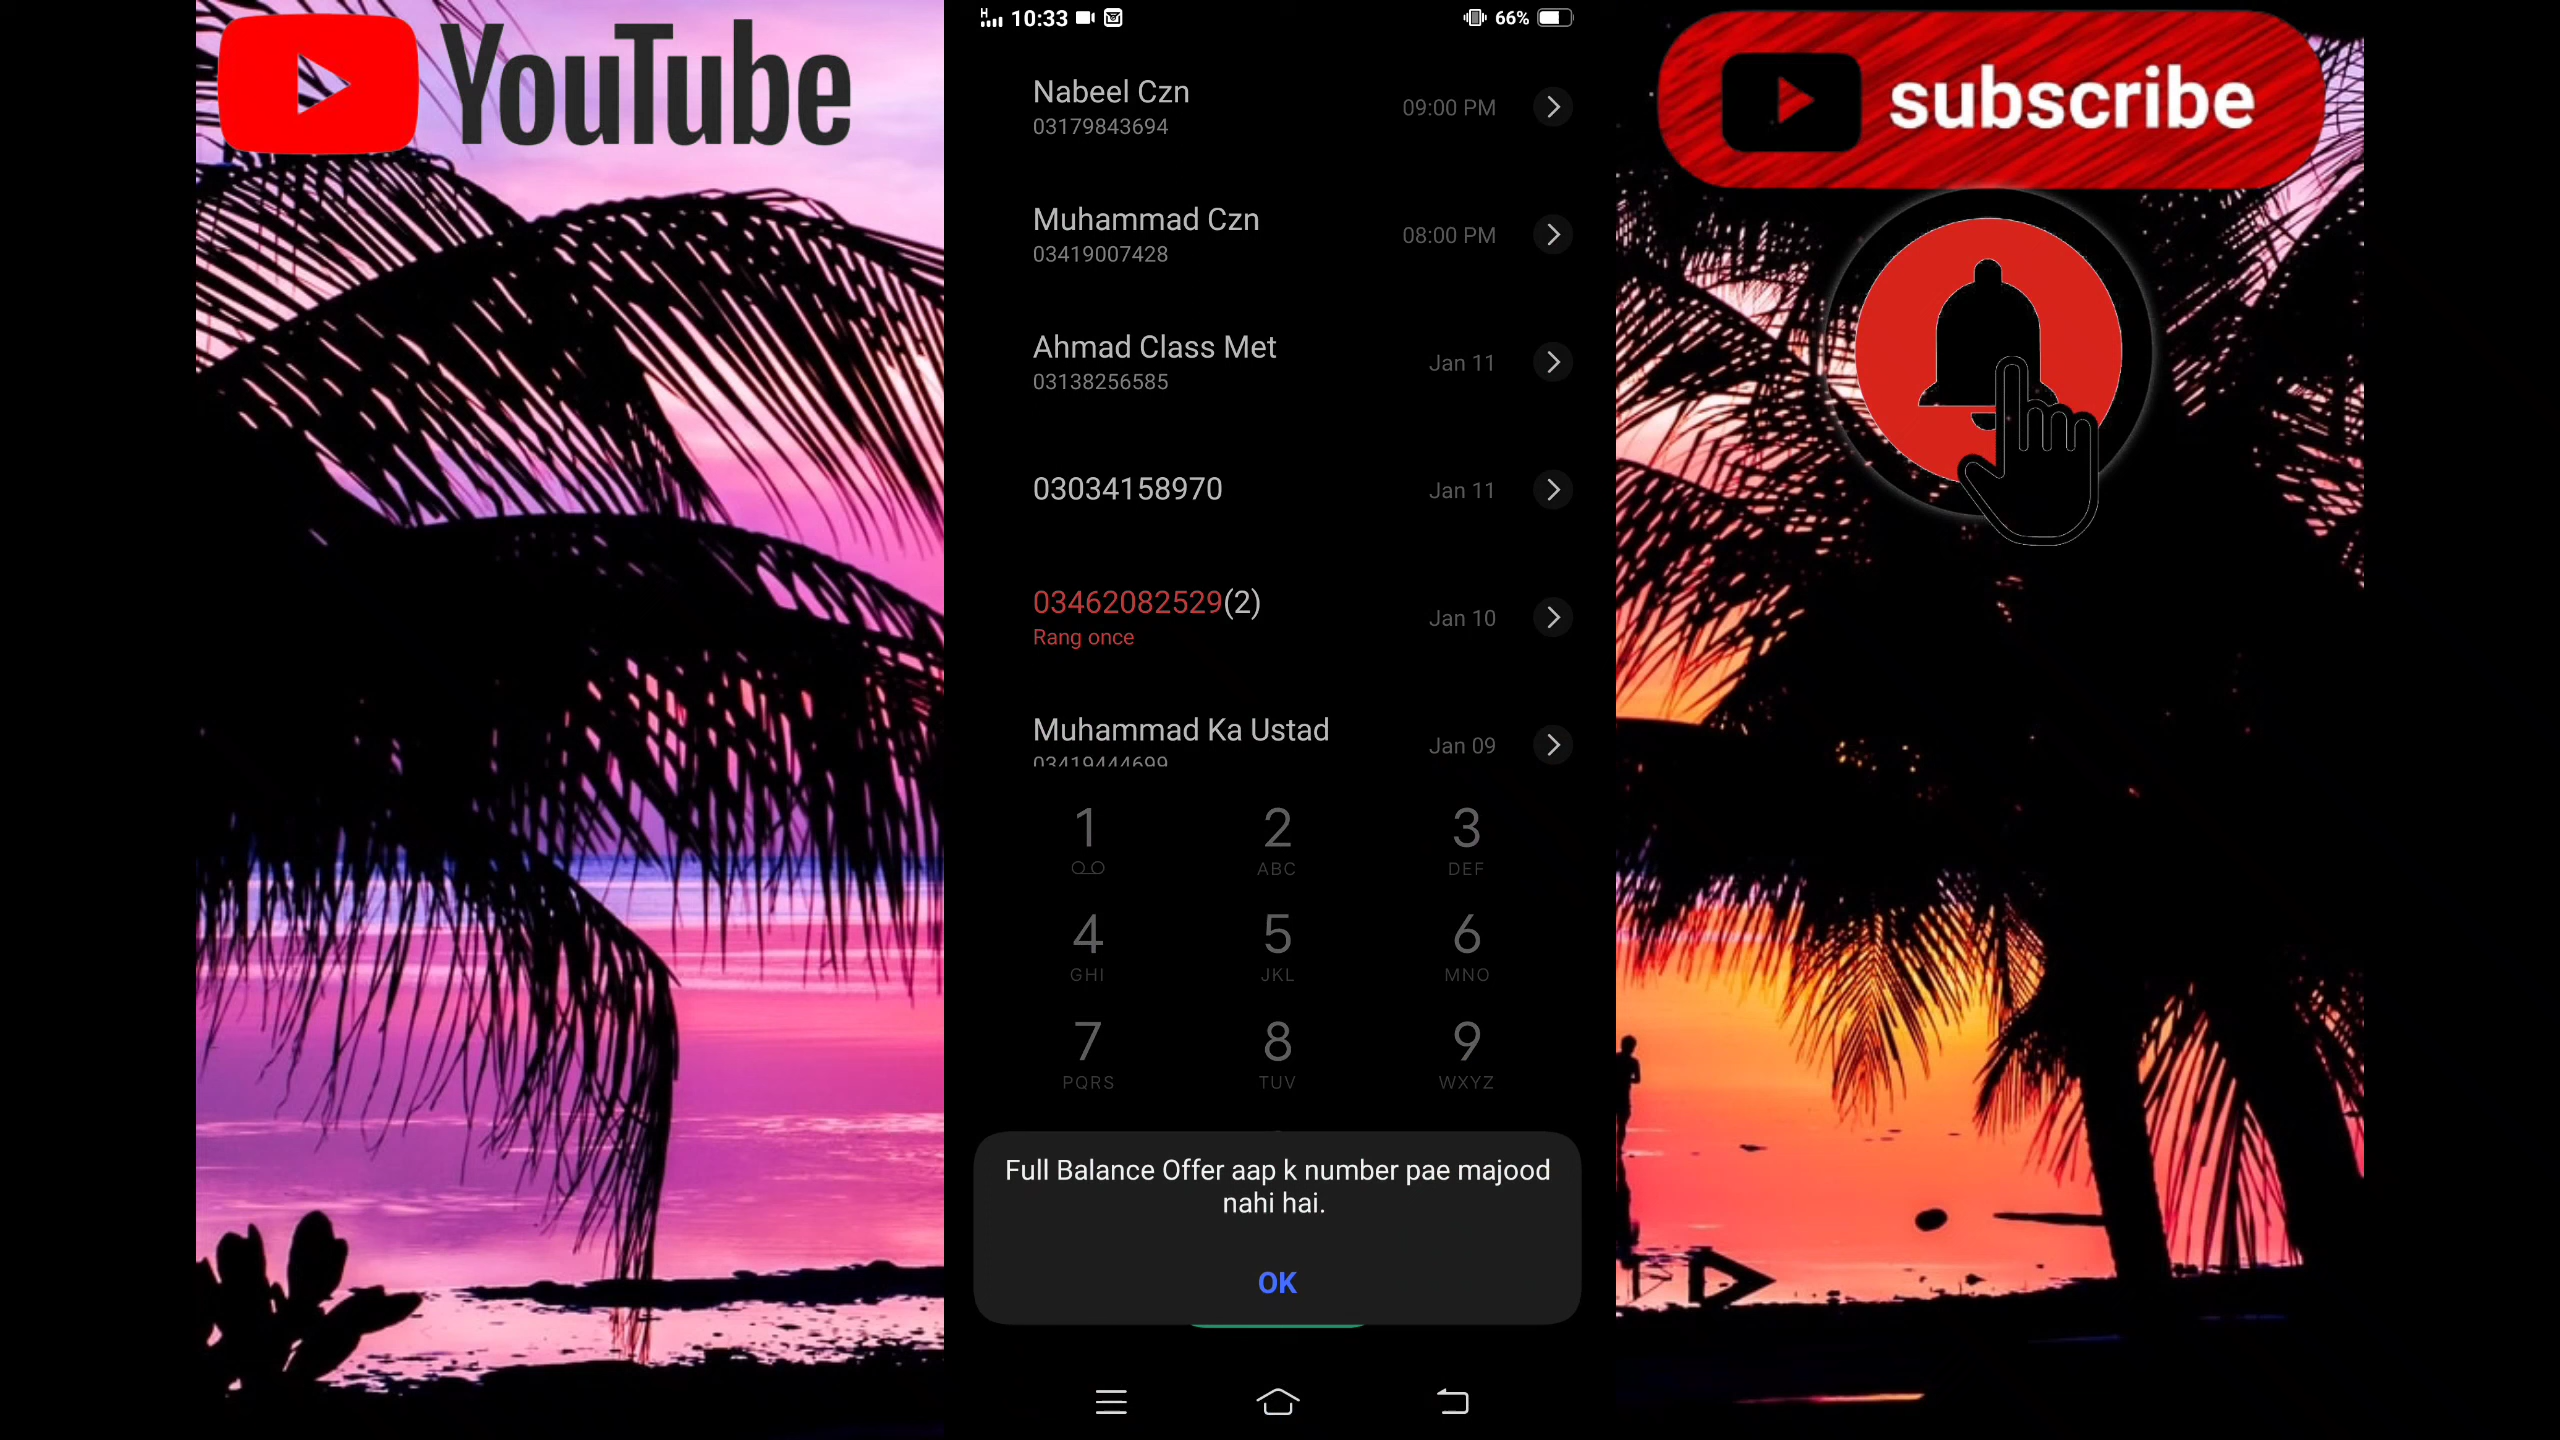 YouTube
subscribe
H 10:33
66%
Nabeel Czn
03179843694
09:00 PM
Muhammad Czn
03419007428
08:00 PM
Ahmad Class Met
03138256585
Jan 11
03034158970
Jan 11
03462082529(2)
Rang once
Jan 10
Muhammad Ka Ustad
03419444699
Jan 09
1
2
ABC
3
DEF
4
GHI
5
JKL
6
MNO
7
PQRS
8
TUV
9
WXYZ
Full Balance Offer aap k number pae majood
nahi hai.
OK